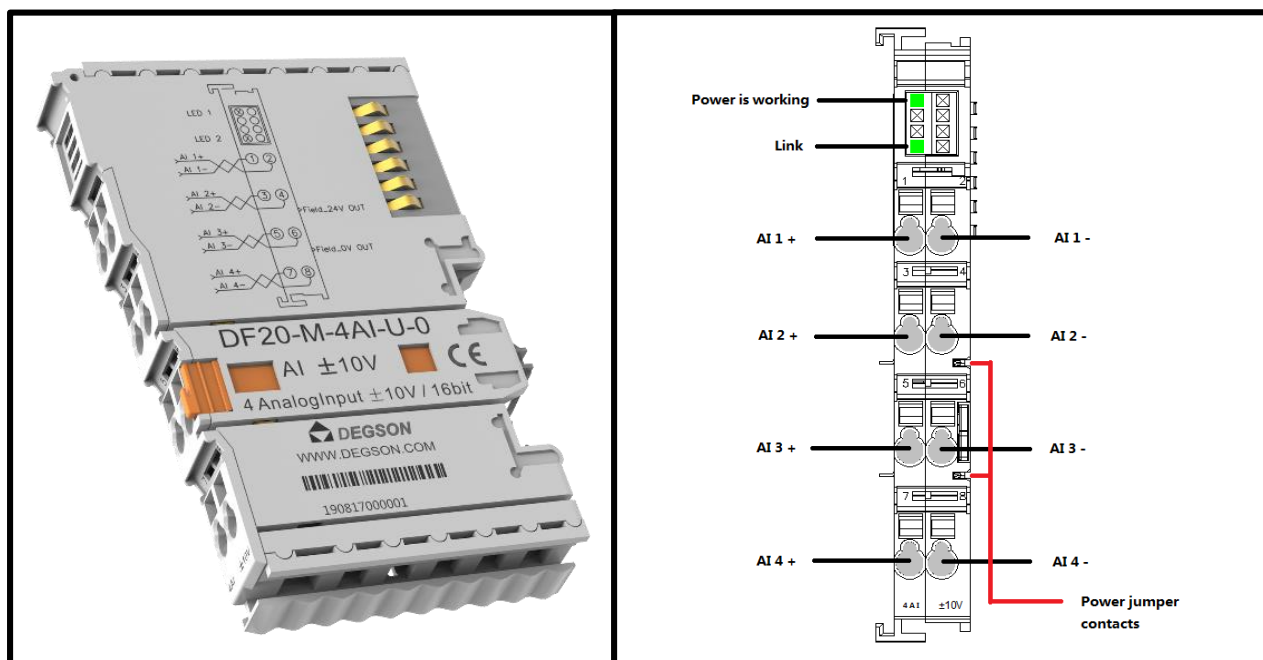 LED 1
LED 2
AI 1+
AI 1-
1 2
AI 2+
AI 2-
3 4
Field_24V OUT
AI 3+
AI 3-
5 6
Field_0V OUT
AI 4+
AI 4-
7 8
DF20-M-4AI-U-0
AI ±10V
CE
4 AnalogInput ±10V / 16bit
DEGSON
WWW.DEGSON.COM
190817000001
±10V
Power is working
Link
1 2
AI 1 + AI 1 -
3 4
AI 2 + AI 2 -
5 6
AI 3 + AI 3 -
7 8
AI 4 + AI 4 -
4 A I ±10V
Power jumper
contacts